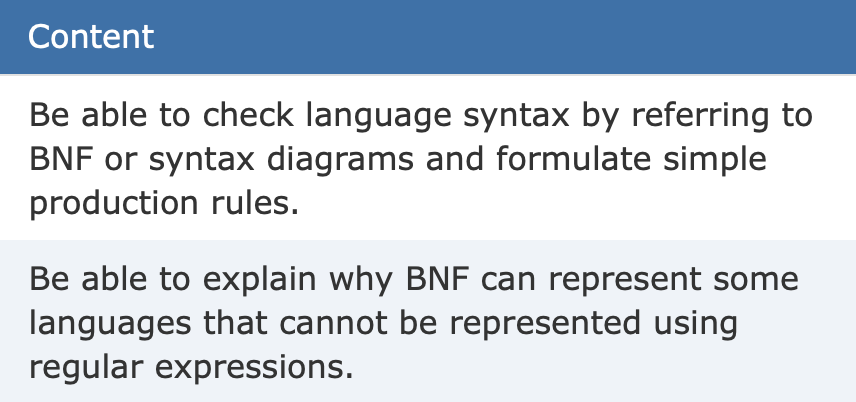 Content
Be able to check language syntax by referring to
BNF or syntax diagrams and formulate simple
production rules.
Be able to explain why BNF can represent some
languages that cannot be represented using
regular expressions.